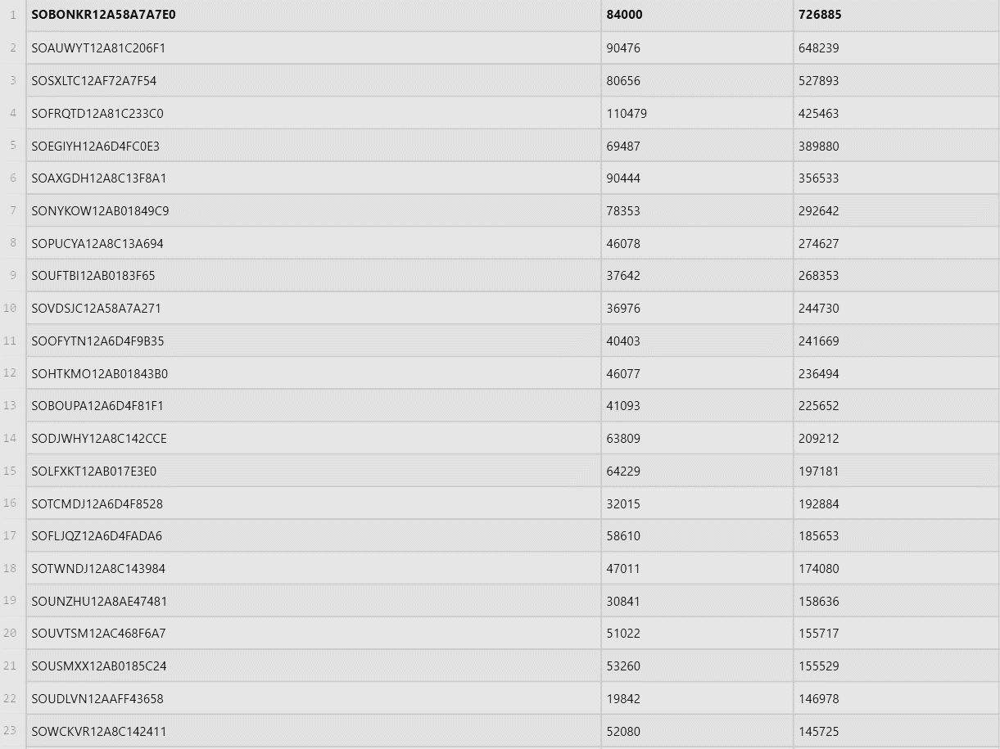 1 SOBONKR12A58A7A7E0 84000 726885
2 SOAUWYT12A81C206F1 90476 648239
3 SOSXLTC12AF72A7F54 80656 527893
4 SOFRQTD12A81C233C0 110479 425463
5 SOEGIYH12A6D4FC0E3 69487 389880
6 SOAXGDH12A8C13F8A1 90444 356533
7 SONYKOW12AB01849C9 78353 292642
8 SOPUCYA12A8C13A694 46078 274627
9 SOUFTBI12AB0183F65 37642 268353
10 SOVDSJC12A58A7A271 36976 244730
11 SOOFYTN12A6D4F9B35 40403 241669
12 SOHTKMO12AB01843B0 46077 236494
13 SOBOUPA12A6D4F81F1 41093 225652
14 SODJWHY12A8C142CCE 63809 209212
15 SOLFXKT12AB017E3E0 64229 197181
16 SOTCMDJ12A6D4F8528 32015 192884
17 SOFLJQZ12A6D4FADA6 58610 185653
18 SOTWNDJ12A8C143984 47011 174080
19 SOUNZHU12A8AE47481 30841 158636
20 SOUVTSM12AC468F6A7 51022 155717
21 SOUSMXX12AB0185C24 53260 155529
22 SOUDLVN12AAFF43658 19842 146978
23 SOWCKVR12A8C142411 52080 145725